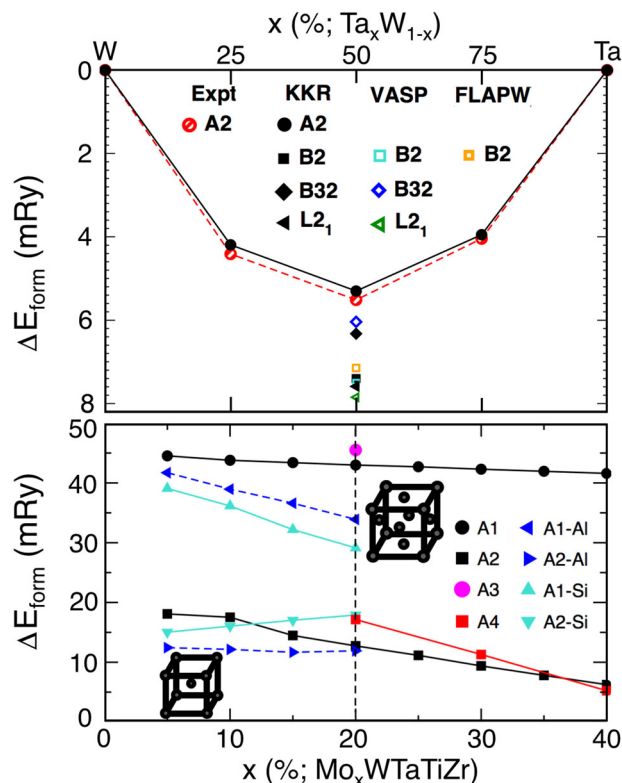 x (%; TaₓW₁₋ₓ)
W 25 50 75 Ta
0
2
4
6
8
ΔE_form (mRy)
Expt KKR VASP FLAPW
A2 A2
B2 B2 B2
B32 B32
L2₁ L2₁
50
40
30
20
10
0
ΔE_form (mRy)
A1 A1-Al
A2 A2-Al
A3 A1-Si
A4 A2-Si
0 10 20 30 40
x (%; MoₓWTaTiZr)